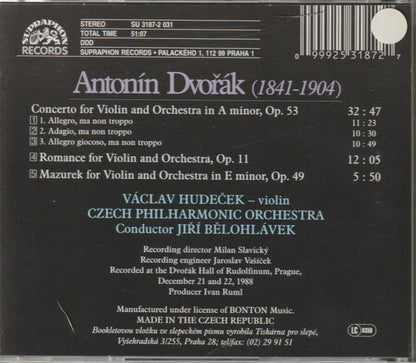 SUPRAPHON
RECORDS
STEREO SU 3187-2 031
TOTAL TIME 51:07
DDD
SUPRAPHON RECORDS • PALACKÉHO 1, 112 99 PRAHA 1
0 99925 31872 7
Antonín Dvořák (1841-1904)
Concerto for Violin and Orchestra in A minor, Op. 53 32 : 47
1 1. Allegro, ma non troppo 11 : 23
2 2. Adagio, ma non troppo 10 : 30
3 3. Allegro giocoso, ma non troppo 10 : 49
4 Romance for Violin and Orchestra, Op. 11 12 : 05
5 Mazurek for Violin and Orchestra in E minor, Op. 49 5 : 50
VÁCLAV HUDEČEK – violin
CZECH PHILHARMONIC ORCHESTRA
Conductor JIŘÍ BĚLOHLÁVEK
Recording director Milan Slavický
Recording engineer Jaroslav Vašíček
Recorded at the Dvořák Hall of Rudolfinum, Prague,
December 21 and 22, 1988
Producer Ivan Ruml
Manufactured under license of BONTON Music.
MADE IN THE CZECH REPUBLIC
Bookletovou vložku ve slepeckém písmu vyrobila Tiskárna pro slepé,
Vyšehradská 3/255, Praha 28; tel.: (02) 29 91 51
LC 0358